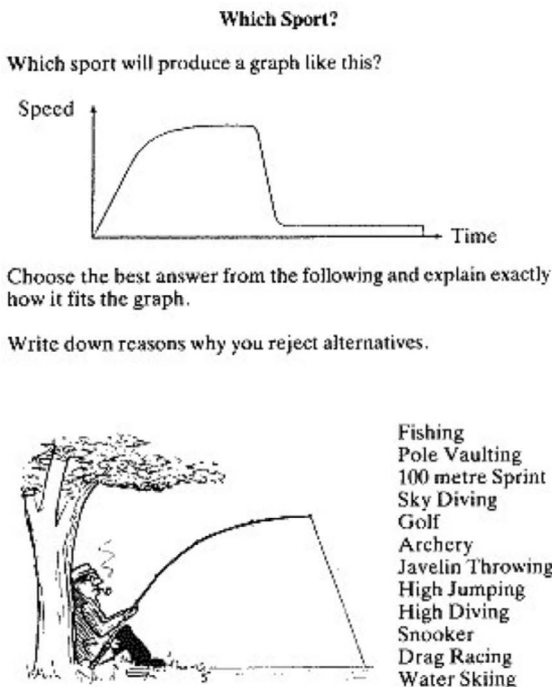 Which Sport?
Which sport will produce a graph like this?
Speed
Time
Choose the best answer from the following and explain exactly
how it fits the graph.
Write down reasons why you reject alternatives.
Fishing
Pole Vaulting
100 metre Sprint
Sky Diving
Golf
Archery
Javelin Throwing
High Jumping
High Diving
Snooker
Drag Racing
Water Skiing